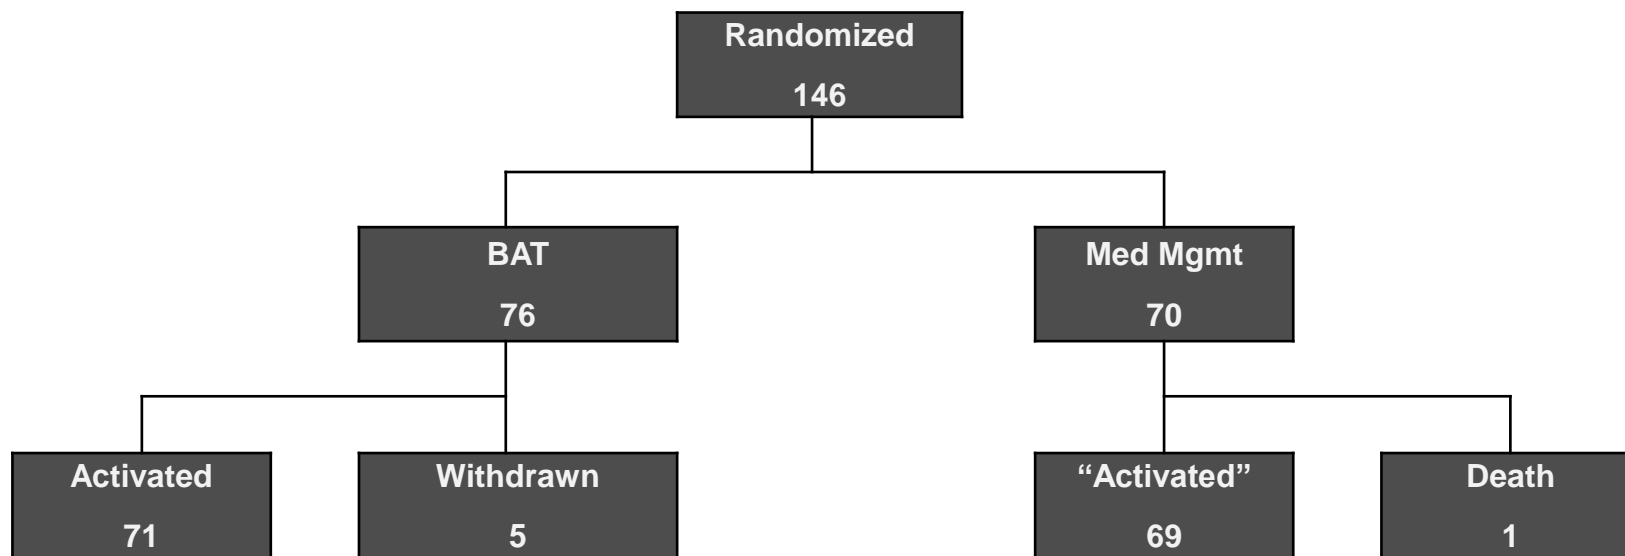 Randomized
146
BAT
76
Med Mgmt
70
Activated
71
Withdrawn
5
“Activated”
69
Death
1